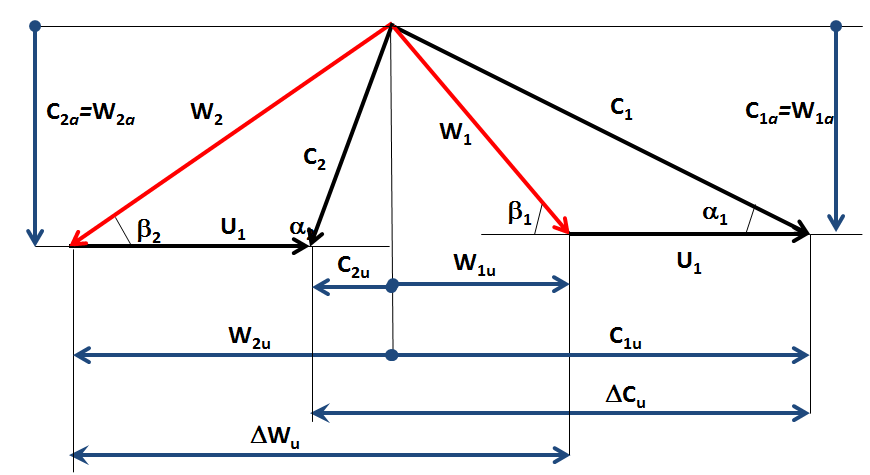 C₂ₐ=W₂ₐ
W₂
C₂
W₁
C₁
C₁ₐ=W₁ₐ
β₂
U₁
α
β₁
α₁
U₁
C₂ᵤ
W₁ᵤ
W₂ᵤ
C₁ᵤ
ΔCᵤ
ΔWᵤ